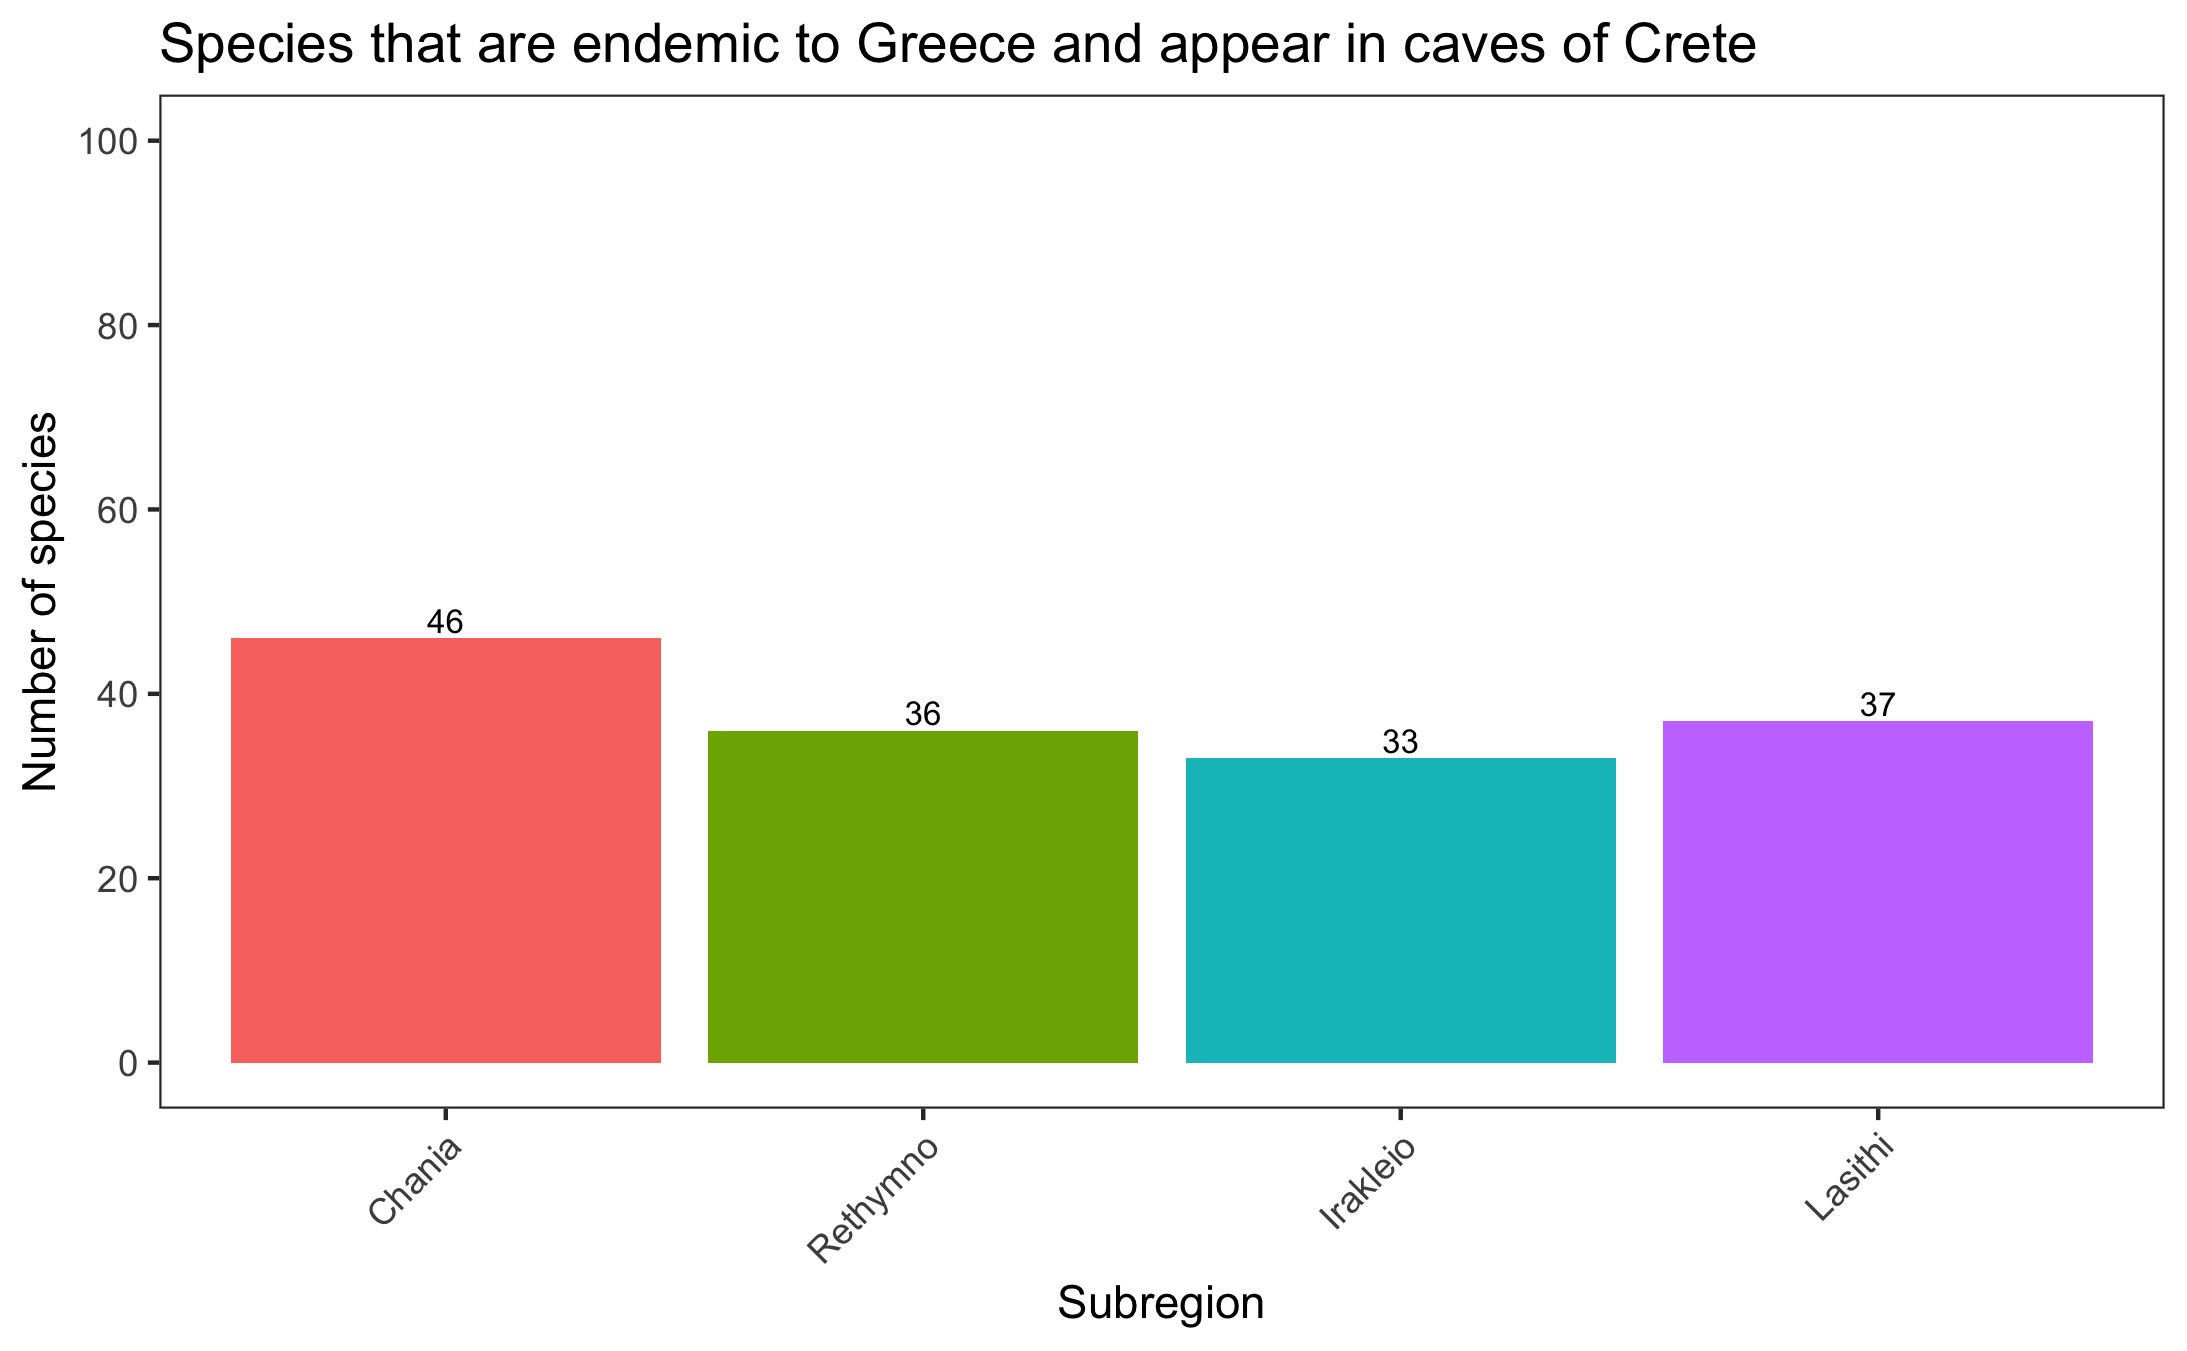 Species that are endemic to Greece and appear in caves of Crete
Number of species
100
80
60
40
20
0
46
36
33
37
Chania
Rethymno
Irakleio
Lasithi
Subregion